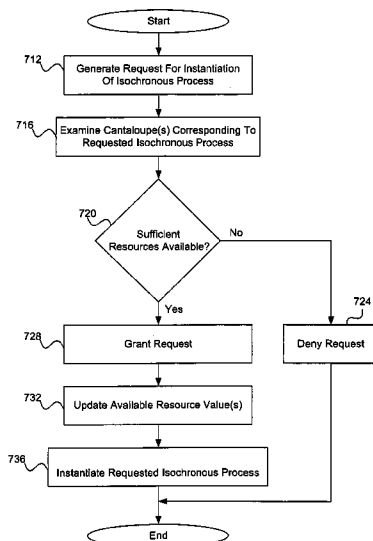 Start
712
Generate Request For Instantiation
Of Isochronous Process
716
Examine Cantaloupe(s) Corresponding To
Requested Isochronous Process
720
Sufficient
Resources Available?
No
Yes
724
728
Grant Request
Deny Request
732
Update Available Resource Value(s)
736
Instantiate Requested Isochronous Process
End